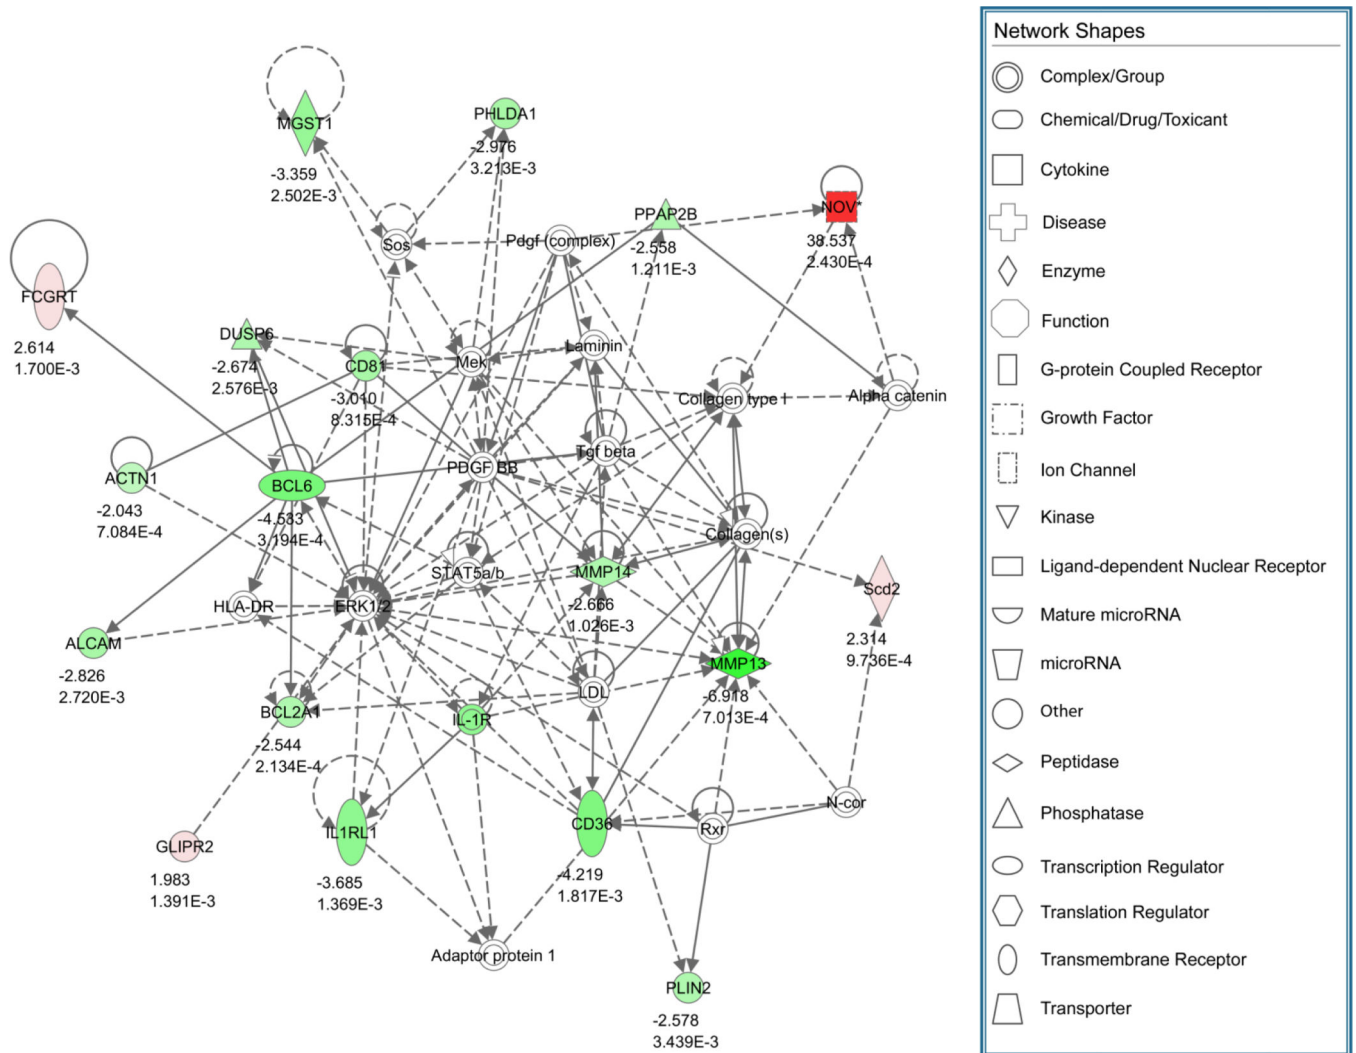 MGST1
-3.359
2.502E-3
PHLDA1
-2.976
3.213E-3
PPAP2B
-2.558
1.211E-3
NOV*
38.537
2.430E-4
Sos
Pdgf (complex)
FCGRT
2.614
1.700E-3
DUSP6
-2.674
2.576E-3
CD81
-3.010
8.315E-4
Mek
Laminin
Collagen type I
Alpha catenin
ACTN1
-2.043
7.084E-4
BCL6
-4.533
3.194E-4
PDGF BB
Tgf beta
Collagen(s)
STAT5a/b
MMP14
-2.666
1.026E-3
Scd2
2.314
9.736E-4
HLA-DR
ERK1/2
ALCAM
-2.826
2.720E-3
MMP13
-6.918
7.013E-4
BCL2A1
-2.544
2.134E-4
IL-1R
LDL
GLIPR2
1.983
1.391E-3
IL1RL1
-3.685
1.369E-3
CD36
-4.219
1.817E-3
Rxr
N-cor
Adaptor protein 1
PLIN2
-2.578
3.439E-3
Network Shapes
Complex/Group
Chemical/Drug/Toxicant
Cytokine
Disease
Enzyme
Function
G-protein Coupled Receptor
Growth Factor
Ion Channel
Kinase
Ligand-dependent Nuclear Receptor
Mature microRNA
microRNA
Other
Peptidase
Phosphatase
Transcription Regulator
Translation Regulator
Transmembrane Receptor
Transporter